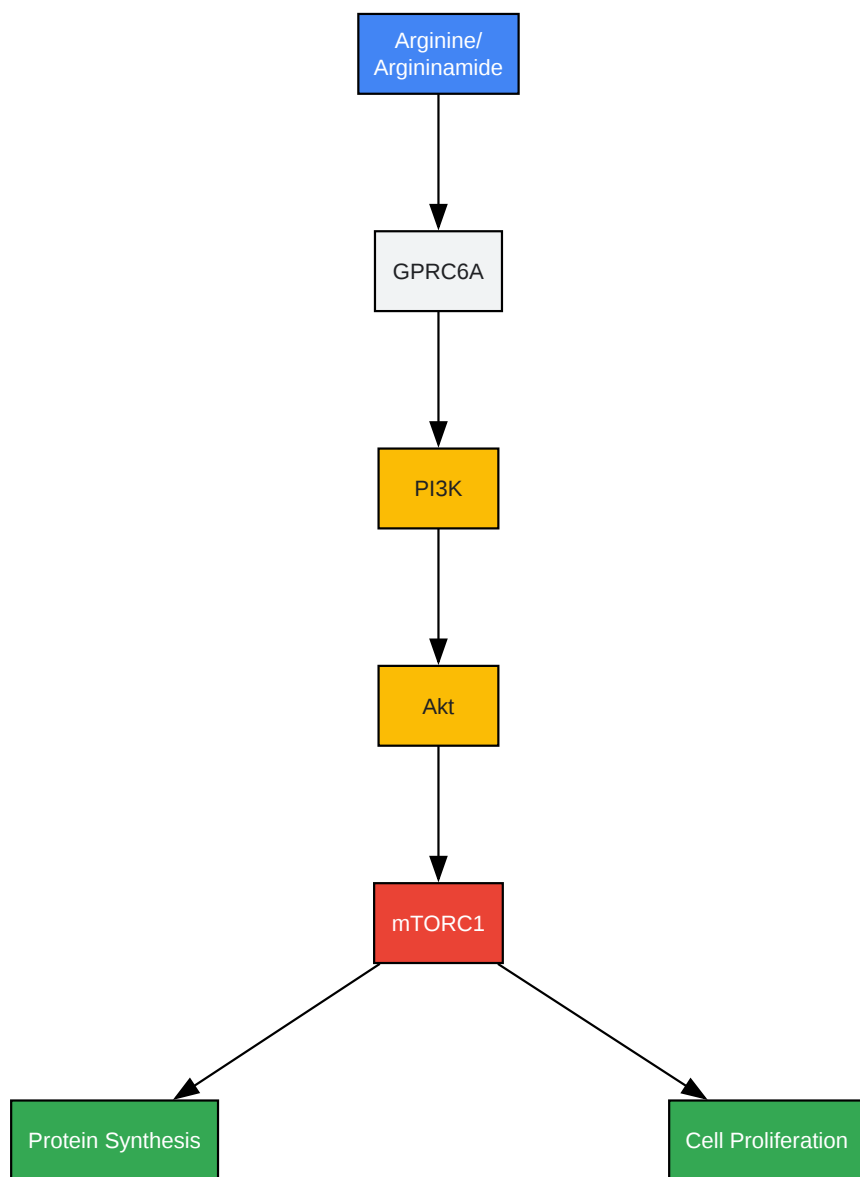 Arginine/
Argininamide
GPRC6A
PI3K
Akt
mTORC1
Protein Synthesis
Cell Proliferation